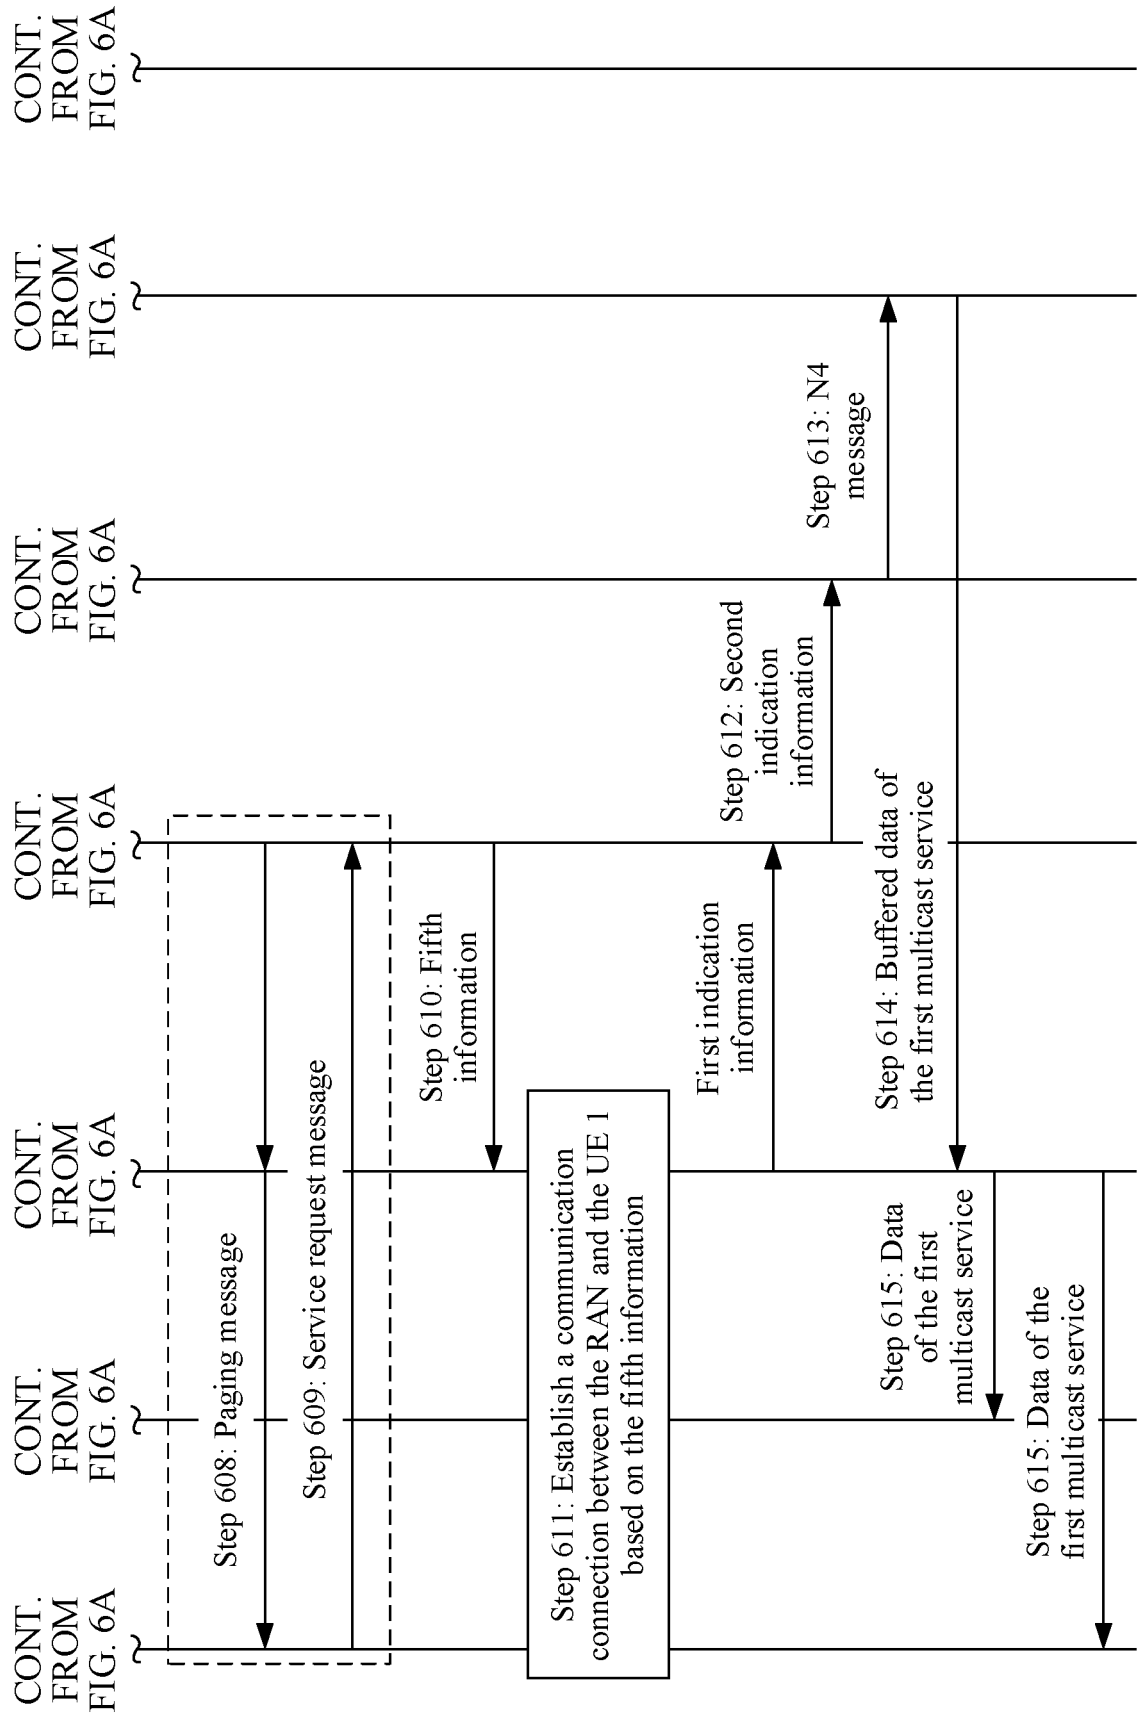 CONT.
FROM
FIG. 6A
CONT.
FROM
FIG. 6A
CONT.
FROM
FIG. 6A
CONT.
FROM
FIG. 6A
CONT.
FROM
FIG. 6A
CONT.
FROM
FIG. 6A
CONT.
FROM
FIG. 6A
Step 608: Paging message
Step 609: Service request message
Step 610: Fifth
information
Step 611: Establish a communication
connection between the RAN and the UE 1
based on the fifth information
First indication
information
Step 612: Second
indication
information
Step 613: N4
message
Step 614: Buffered data of
the first multicast service
Step 615: Data
of the first
multicast service
Step 615: Data of the
first multicast service